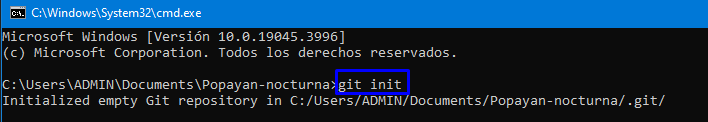 C:\Windows\System32\cmd.exe
Microsoft Windows [Versión 10.0.19045.3996]
(c) Microsoft Corporation. Todos los derechos reservados.
C:\Users\ADMIN\Documents\Popayan-nocturna>git init
Initialized empty Git repository in C:/Users/ADMIN/Documents/Popayan-nocturna/.git/